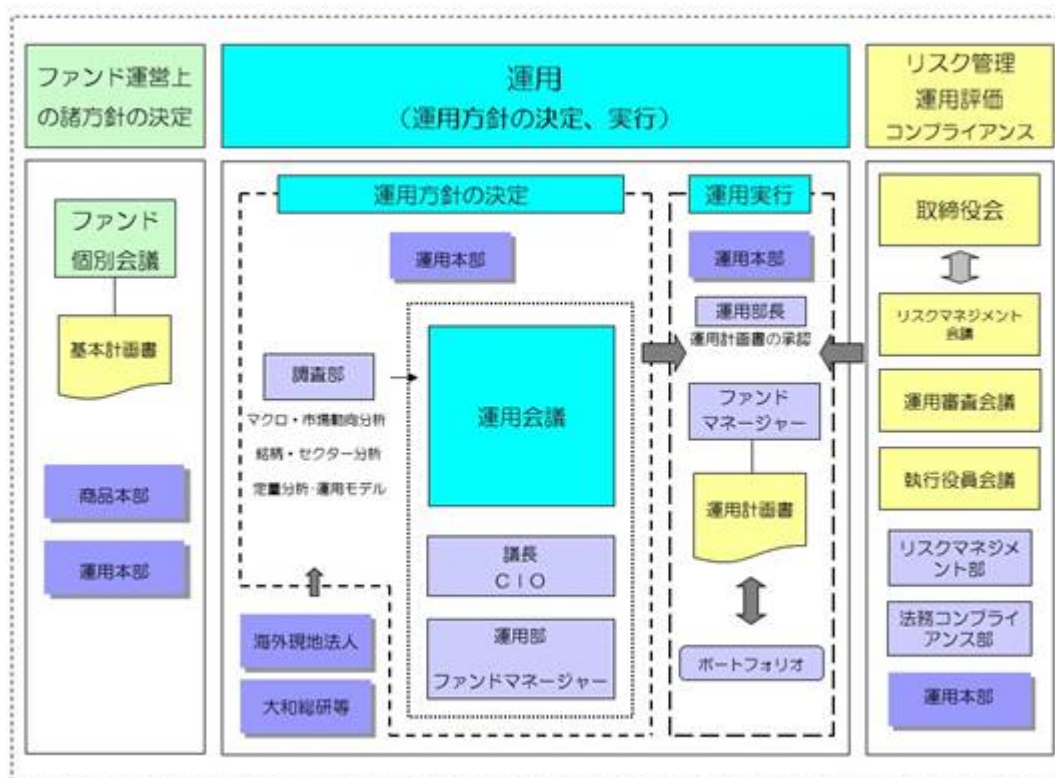 ファンド運営上
の諸方針の決定
運用
(運用方針の決定、実行)
リスク管理
運用評価
コンプライアンス
ファンド
個別会議
基本計画書
商品本部
運用本部
運用方針の決定
運用本部
調査部
マクロ・市場動向分析
銘柄・セクター分析
定量分析・運用モデル
運用会議
議長
CIO
運用部
ファンドマネージャー
海外現地法人
大和総研等
運用実行
運用本部
運用部長
運用計画書の承認
ファンド
マネージャー
運用計画書
ポートフォリオ
取締役会
リスクマネジメント
会議
運用審査会議
執行役員会議
リスクマネジメ
ント部
法務コンプライ
アンス部
運用本部